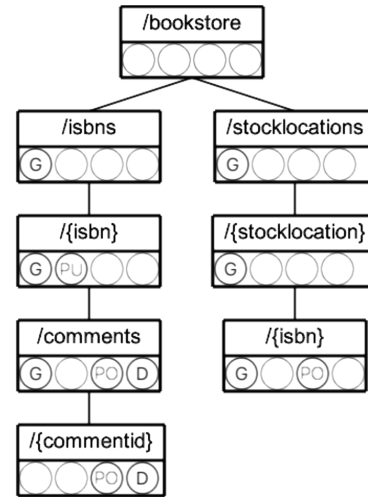 /bookstore
/isbns
/stocklocations
G
G
/{isbn}
/{stocklocation}
G PU
G
/comments
/{isbn}
G PO D
G PO
/{commentid}
PO D